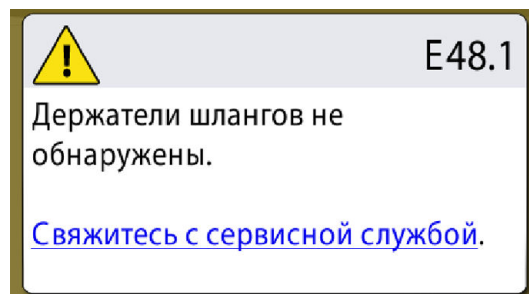 E48.1
Держатели шлангов не
обнаружены.
Свяжитесь с сервисной службой.